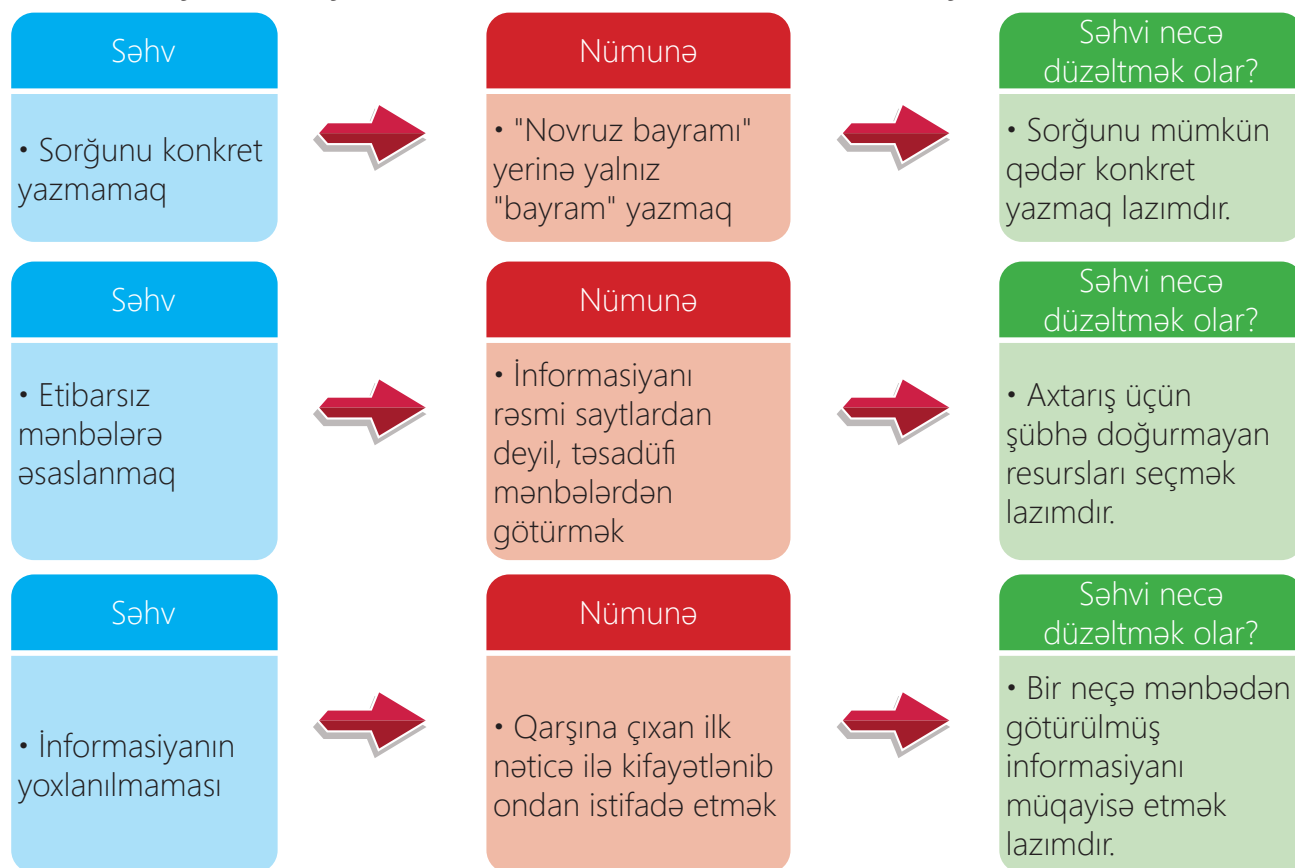 Səhv
• Sorğunu konkret
yazmamaq
Nümunə
• "Novruz bayramı"
yerinə yalnız
"bayram" yazmaq
Səhvi necə
düzəltmək olar?
• Sorğunu mümkün
qədər konkret
yazmaq lazımdır.
Səhv
• Etibarsız
mənbələrə
əsaslanmaq
Nümunə
• İnformasiyanı
rəsmi saytlardan
deyil, təsadüfi
mənbələrdən
götürmək
Səhvi necə
düzəltmək olar?
• Axtarış üçün
şübhə doğurmayan
resursları seçmək
lazımdır.
Səhv
• İnformasiyanın
yoxlanılmaması
Nümunə
• Qarşına çıxan ilk
nəticə ilə kifayətlənib
ondan istifadə etmək
Səhvi necə
düzəltmək olar?
• Bir neçə mənbədən
götürülmüş
informasiyanı
müqayisə etmək
lazımdır.